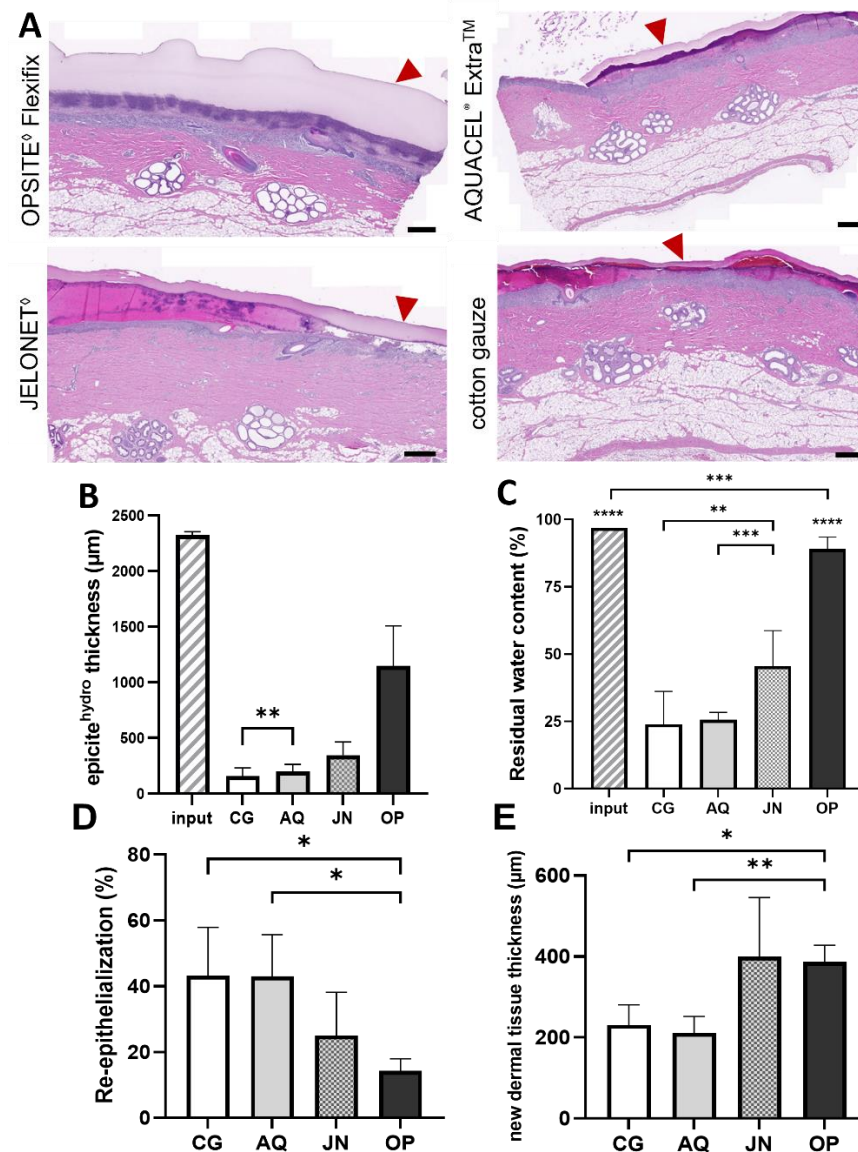 A
OPSITE◊ Flexifix
AQUACEL® Extra™
JELONET◊
cotton gauze
B
epicite^hydro thickness (µm)
2500
2000
1500
1000
500
0
**
input CG AQ JN OP
C
Residual water content (%)
100
75
50
25
0
***
**
***
****
****
input CG AQ JN OP
D
Re-epithelialization (%)
80
60
40
20
0
*
*
CG AQ JN OP
E
new dermal tissue thickness (µm)
600
400
200
0
*
**
CG AQ JN OP